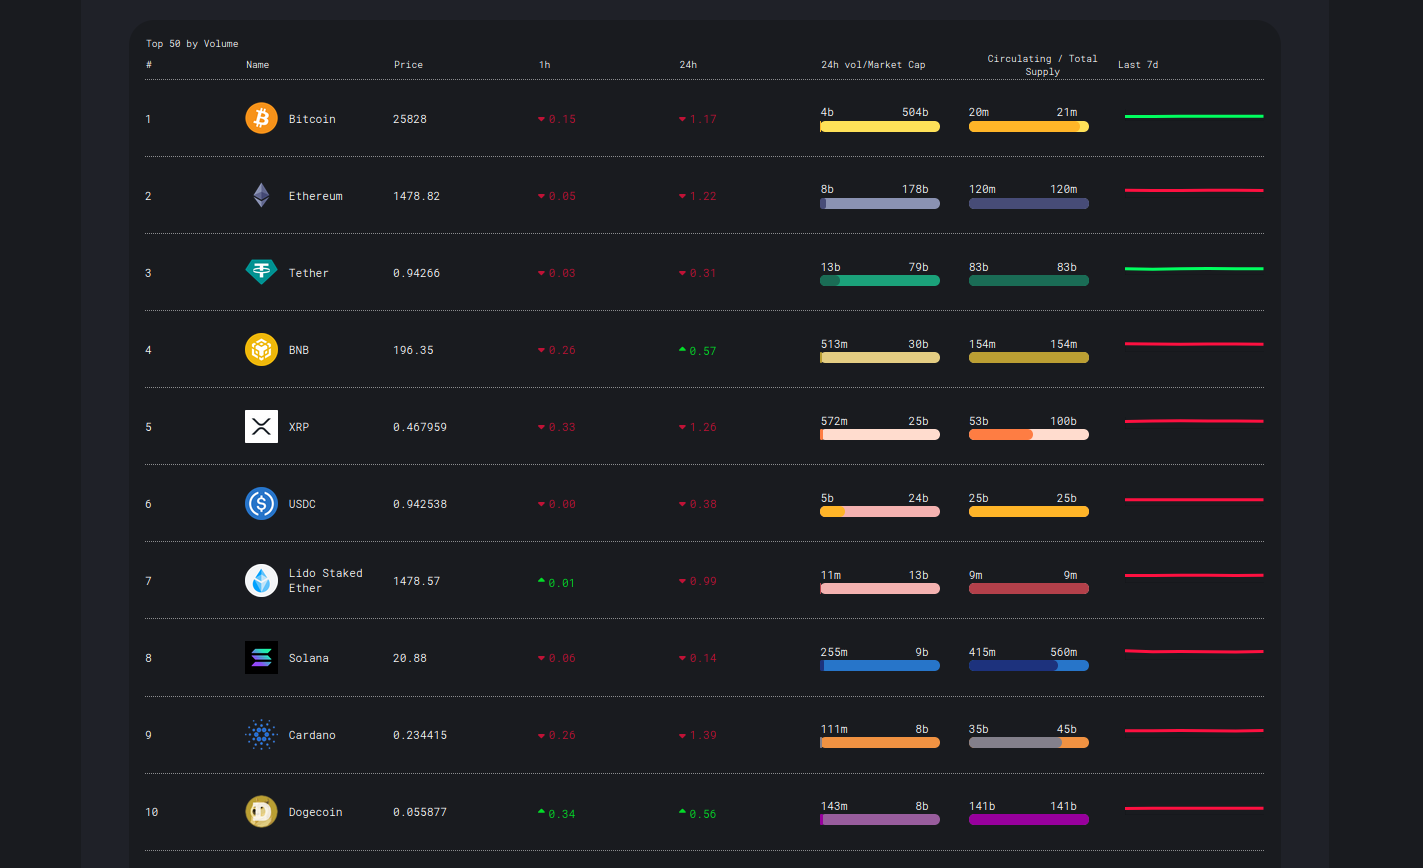 Top 50 by Volume
# Name Price 1h 24h 24h vol/Market Cap Circulating / Total Supply Last 7d
1 Bitcoin 25828 0.15 1.17 4b 504b 20m 21m
2 Ethereum 1478.82 0.05 1.22 8b 178b 120m 120m
3 Tether 0.94266 0.03 0.31 13b 79b 83b 83b
4 BNB 196.35 0.26 0.57 513m 30b 154m 154m
5 XRP 0.467959 0.33 1.26 572m 25b 53b 100b
6 USDC 0.942538 0.00 0.38 5b 24b 25b 25b
7 Lido Staked Ether 1478.57 0.01 0.99 11m 13b 9m 9m
8 Solana 20.88 0.06 0.14 255m 9b 415m 560m
9 Cardano 0.234415 0.26 1.39 111m 8b 35b 45b
10 Dogecoin 0.055877 0.34 0.56 143m 8b 141b 141b